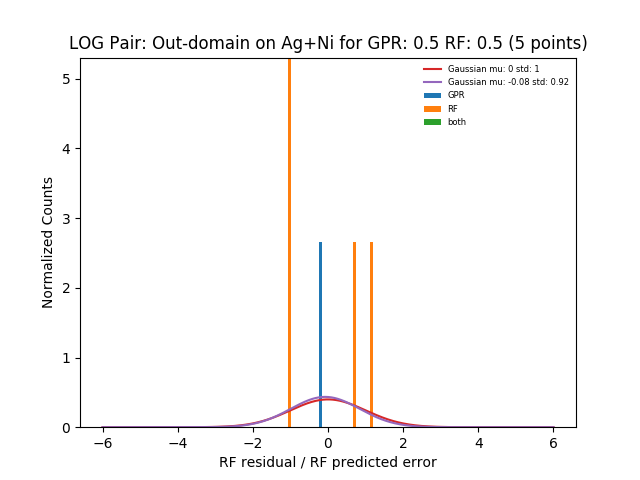 LOG Pair: Out-domain on Ag+Ni for GPR: 0.5 RF: 0.5 (5 points)
Gaussian mu: 0 std: 1
Gaussian mu: -0.08 std: 0.92
GPR
RF
both
5
4
3
2
1
0
Normalized Counts
−6 −4 −2 0 2 4 6
RF residual / RF predicted error